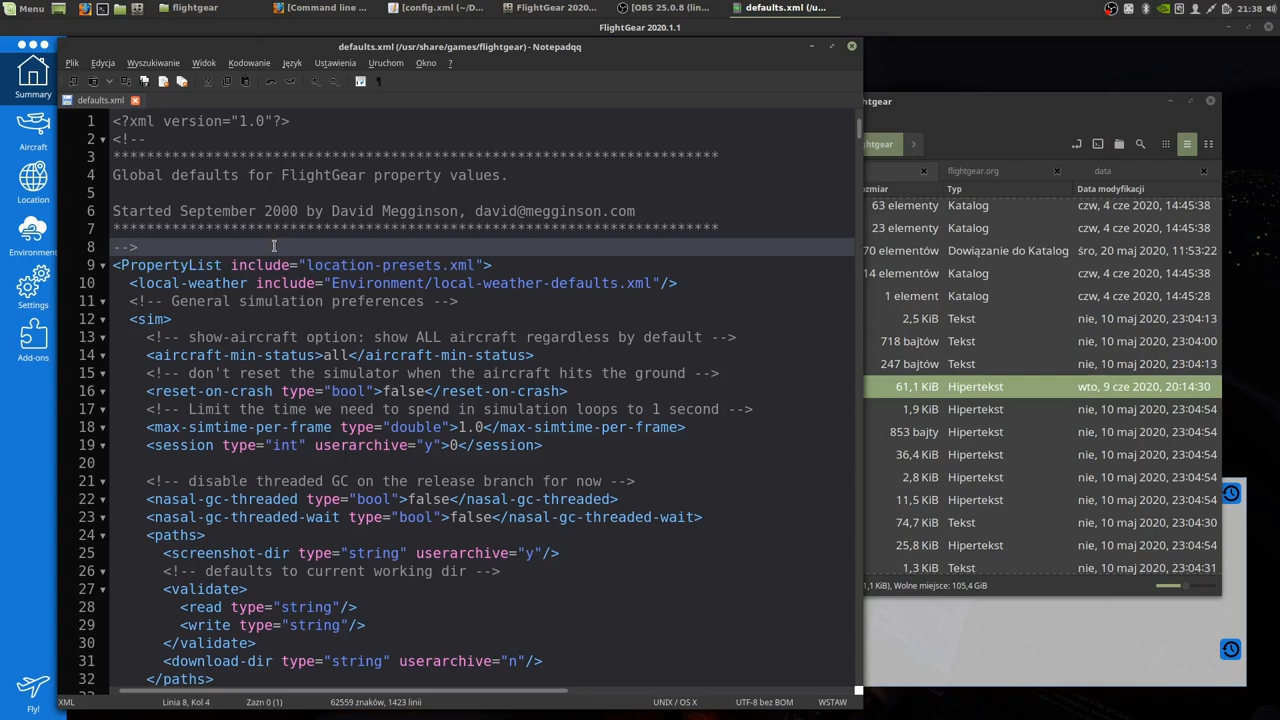 Menu
flightgear
[Command line ...
[config.xml (~/D...
FlightGear 2020...
[OBS 25.0.8 (lin...
defaults.xml (/u...
21:38
FlightGear 2020.1.1
defaults.xml (/usr/share/games/flightgear) - Notepadqq
Plik Edycja Wyszukiwanie Widok Kodowanie Język Ustawienia Uruchom Okno ?
defaults.xml
1 <?xml version="1.0"?>
2 <!--
3 ************************************************************************
4 Global defaults for FlightGear property values.
5
6 Started September 2000 by David Megginson, david@megginson.com
7 ************************************************************************
8 -->
9 <PropertyList include="location-presets.xml">
10 <local-weather include="Environment/local-weather-defaults.xml"/>
11 <!-- General simulation preferences -->
12 <sim>
13 <!-- show-aircraft option: show ALL aircraft regardless by default -->
14 <aircraft-min-status>all</aircraft-min-status>
15 <!-- don't reset the simulator when the aircraft hits the ground -->
16 <reset-on-crash type="bool">false</reset-on-crash>
17 <!-- Limit the time we need to spend in simulation loops to 1 second -->
18 <max-simtime-per-frame type="double">1.0</max-simtime-per-frame>
19 <session type="int" userarchive="y">0</session>
20
21 <!-- disable threaded GC on the release branch for now -->
22 <nasal-gc-threaded type="bool">false</nasal-gc-threaded>
23 <nasal-gc-threaded-wait type="bool">false</nasal-gc-threaded-wait>
24 <paths>
25 <screenshot-dir type="string" userarchive="y"/>
26 <!-- defaults to current working dir -->
27 <validate>
28 <read type="string"/>
29 <write type="string"/>
30 </validate>
31 <download-dir type="string" userarchive="n"/>
32 </paths>
XML
Linia 8, Kol 4
Zazn 0 (1)
62559 znaków, 1423 linii
UNIX / OS X
UTF-8 bez BOM
WSTAW
Summary
Aircraft
Location
Environmen
Settings
Add-ons
Fly!
htgear
htgear
flightgear.org
data
ozmiar Typ Data modyfikacji
63 elementy Katalog czw, 4 cze 2020, 14:45:38
23 elementy Katalog czw, 4 cze 2020, 14:45:38
70 elementów Dowiązanie do Katalog śro, 20 maj 2020, 11:53:22
14 elementów Katalog czw, 4 cze 2020, 14:45:38
1 element Katalog czw, 4 cze 2020, 14:45:28
2,5 KiB Tekst nie, 10 maj 2020, 23:04:13
718 bajtów Tekst nie, 10 maj 2020, 23:04:00
247 bajtów Tekst nie, 10 maj 2020, 23:04:13
61,1 KiB Hipertekst wto, 9 cze 2020, 20:14:30
1,9 KiB Hipertekst nie, 10 maj 2020, 23:04:54
853 bajty Hipertekst nie, 10 maj 2020, 23:04:54
36,4 KiB Hipertekst nie, 10 maj 2020, 23:04:54
2,8 KiB Hipertekst nie, 10 maj 2020, 23:04:54
11,5 KiB Hipertekst nie, 10 maj 2020, 23:04:54
74,7 KiB Tekst nie, 10 maj 2020, 23:04:30
25,8 KiB Hipertekst nie, 10 maj 2020, 23:04:54
1,3 KiB Tekst nie, 10 maj 2020, 23:04:31
1,1 KiB), Wolne miejsce: 105,4 GiB